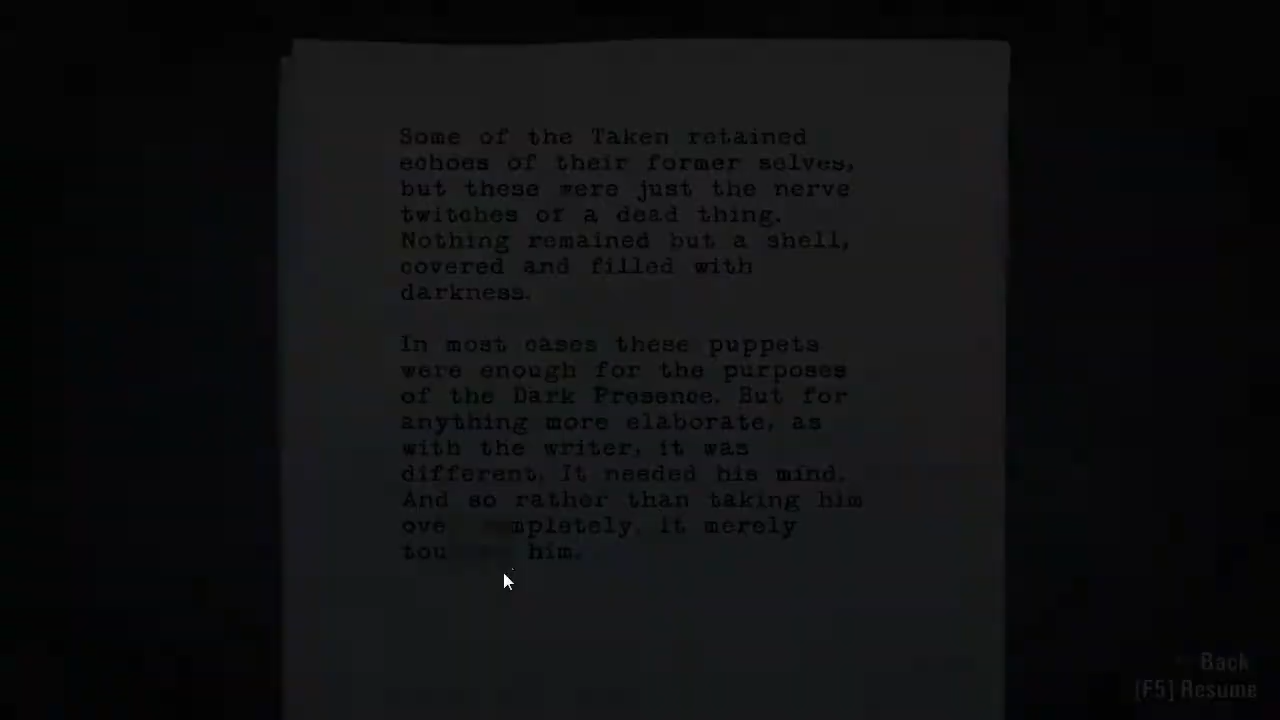 Some of the Taken retained
echoes of their former selves,
but these were just the nerve
twitches of a dead thing.
Nothing remained but a shell,
covered and filled with
darkness.
In most cases these puppets
were enough for the purposes
of the Dark Presence. But for
anything more elaborate, as
with the writer, it was
different. It needed his mind.
And so rather than taking him
it merely
him.
Back
[F5] Resume